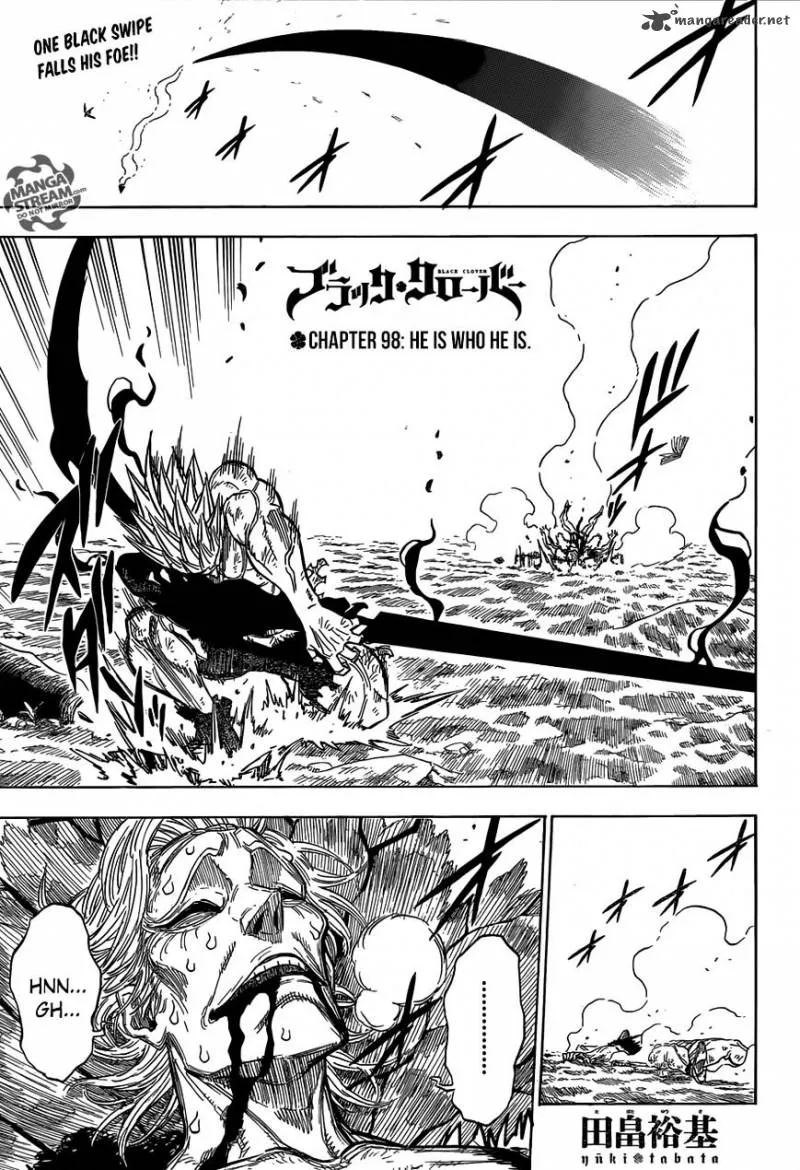 mangareader.net
ONE BLACK SWIPE
FALLS HIS FOE!!
MANGA
STREAM.com
DO NOT MIRROR
ブラック・クローバー
BLACK CLOVER
CHAPTER 98: HE IS WHO HE IS.
HNN...
GH...
.........
田畠裕基
yūki tabata